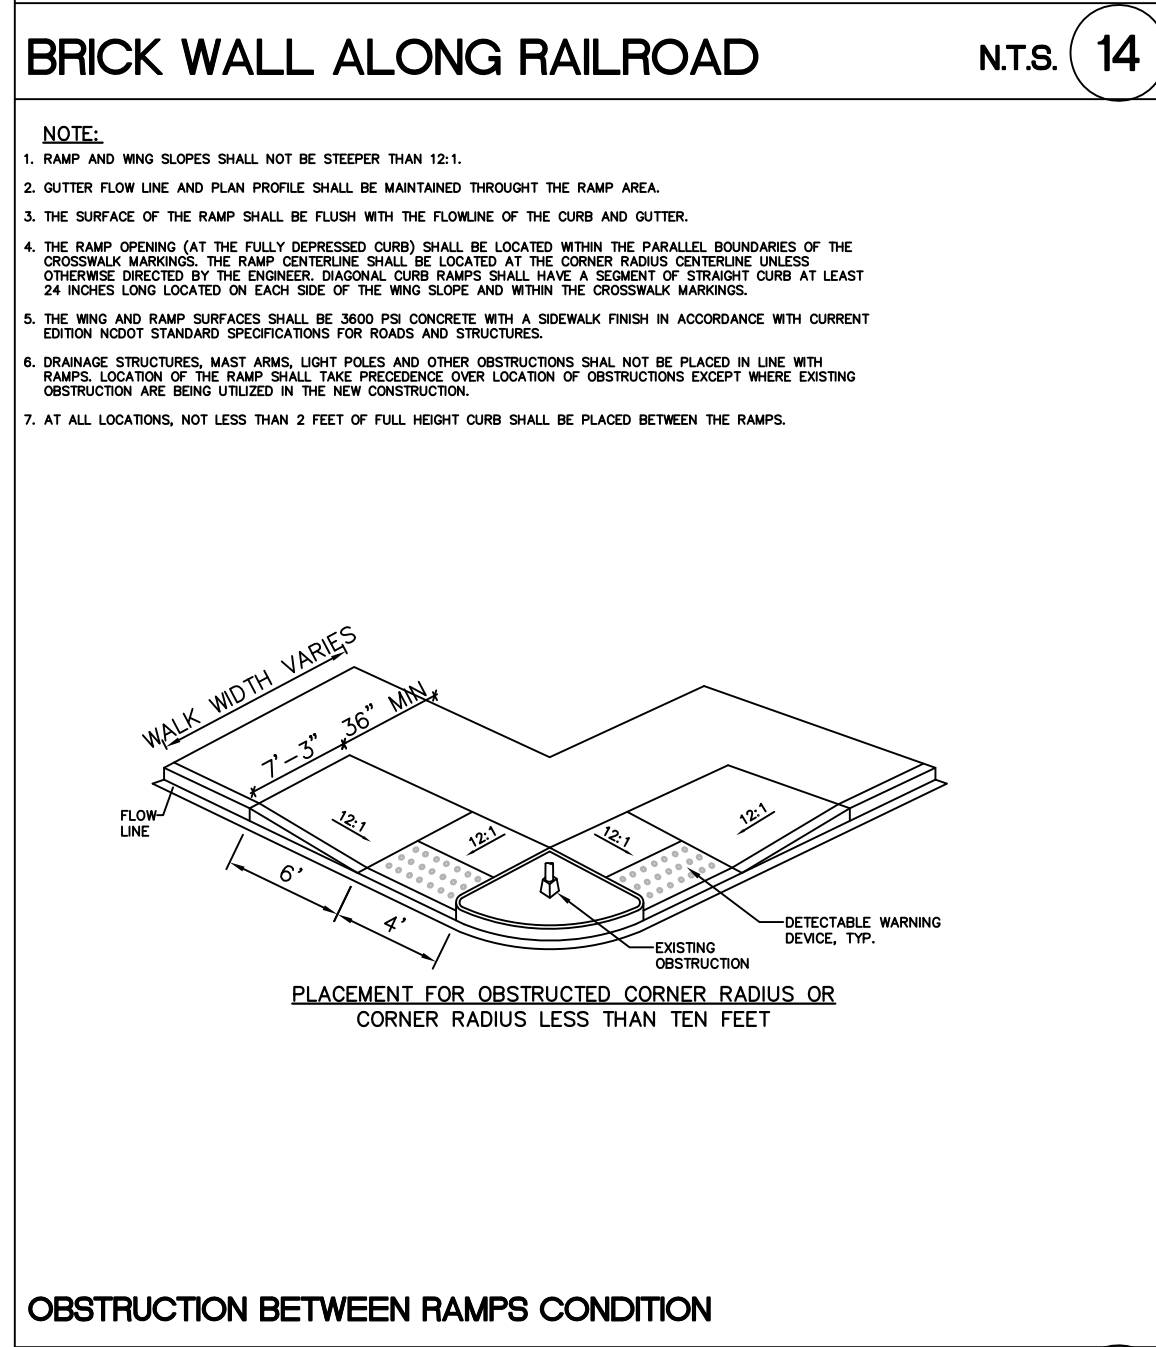 BRICK WALL ALONG RAILROAD N.T.S. 14
NOTE:
1. RAMP AND WING SLOPES SHALL NOT BE STEEPER THAN 12:1.
2. GUTTER FLOW LINE AND PLAN PROFILE SHALL BE MAINTAINED THROUGHT THE RAMP AREA.
3. THE SURFACE OF THE RAMP SHALL BE FLUSH WITH THE FLOWLINE OF THE CURB AND GUTTER.
4. THE RAMP OPENING (AT THE FULLY DEPRESSED CURB) SHALL BE LOCATED WITHIN THE PARALLEL BOUNDARIES OF THE
CROSSWALK MARKINGS. THE RAMP CENTERLINE SHALL BE LOCATED AT THE CORNER RADIUS CENTERLINE UNLESS
OTHERWISE DIRECTED BY THE ENGINEER. DIAGONAL CURB RAMPS SHALL HAVE A SEGMENT OF STRAIGHT CURB AT LEAST
24 INCHES LONG LOCATED ON EACH SIDE OF THE WING SLOPE AND WITHIN THE CROSSWALK MARKINGS.
5. THE WING AND RAMP SURFACES SHALL BE 3600 PSI CONCRETE WITH A SIDEWALK FINISH IN ACCORDANCE WITH CURRENT
EDITION NCDOT STANDARD SPECIFICATIONS FOR ROADS AND STRUCTURES.
6. DRAINAGE STRUCTURES, MAST ARMS, LIGHT POLES AND OTHER OBSTRUCTIONS SHAL NOT BE PLACED IN LINE WITH
RAMPS. LOCATION OF THE RAMP SHALL TAKE PRECEDENCE OVER LOCATION OF OBSTRUCTIONS EXCEPT WHERE EXISTING
OBSTRUCTION ARE BEING UTILIZED IN THE NEW CONSTRUCTION.
7. AT ALL LOCATIONS, NOT LESS THAN 2 FEET OF FULL HEIGHT CURB SHALL BE PLACED BETWEEN THE RAMPS.
WALK WIDTH VARIES
7'-3"
36" MIN.
FLOW
LINE
12:1
12:1
12:1
12:1
6'
4'
DETECTABLE WARNING
DEVICE, TYP.
EXISTING
OBSTRUCTION
PLACEMENT FOR OBSTRUCTED CORNER RADIUS OR
CORNER RADIUS LESS THAN TEN FEET
OBSTRUCTION BETWEEN RAMPS CONDITION